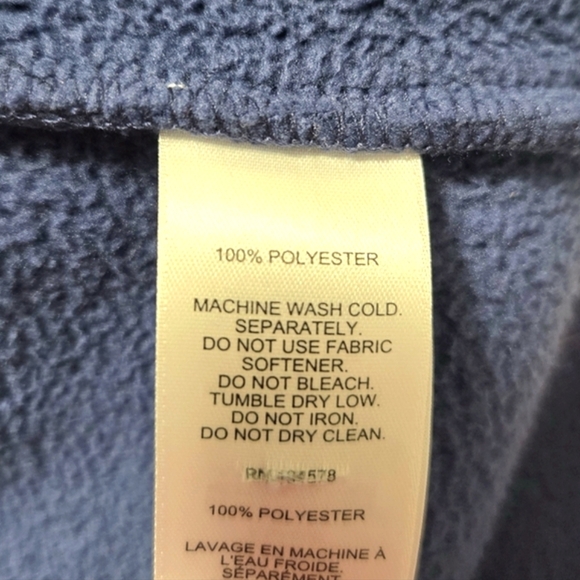 100% POLYESTER
MACHINE WASH COLD.
SEPARATELY.
DO NOT USE FABRIC
SOFTENER.
DO NOT BLEACH.
TUMBLE DRY LOW.
DO NOT IRON.
DO NOT DRY CLEAN.
100% POLYESTER
LAVAGE EN MACHINE À
L'EAU FROIDE.
SÉPARÉMENT